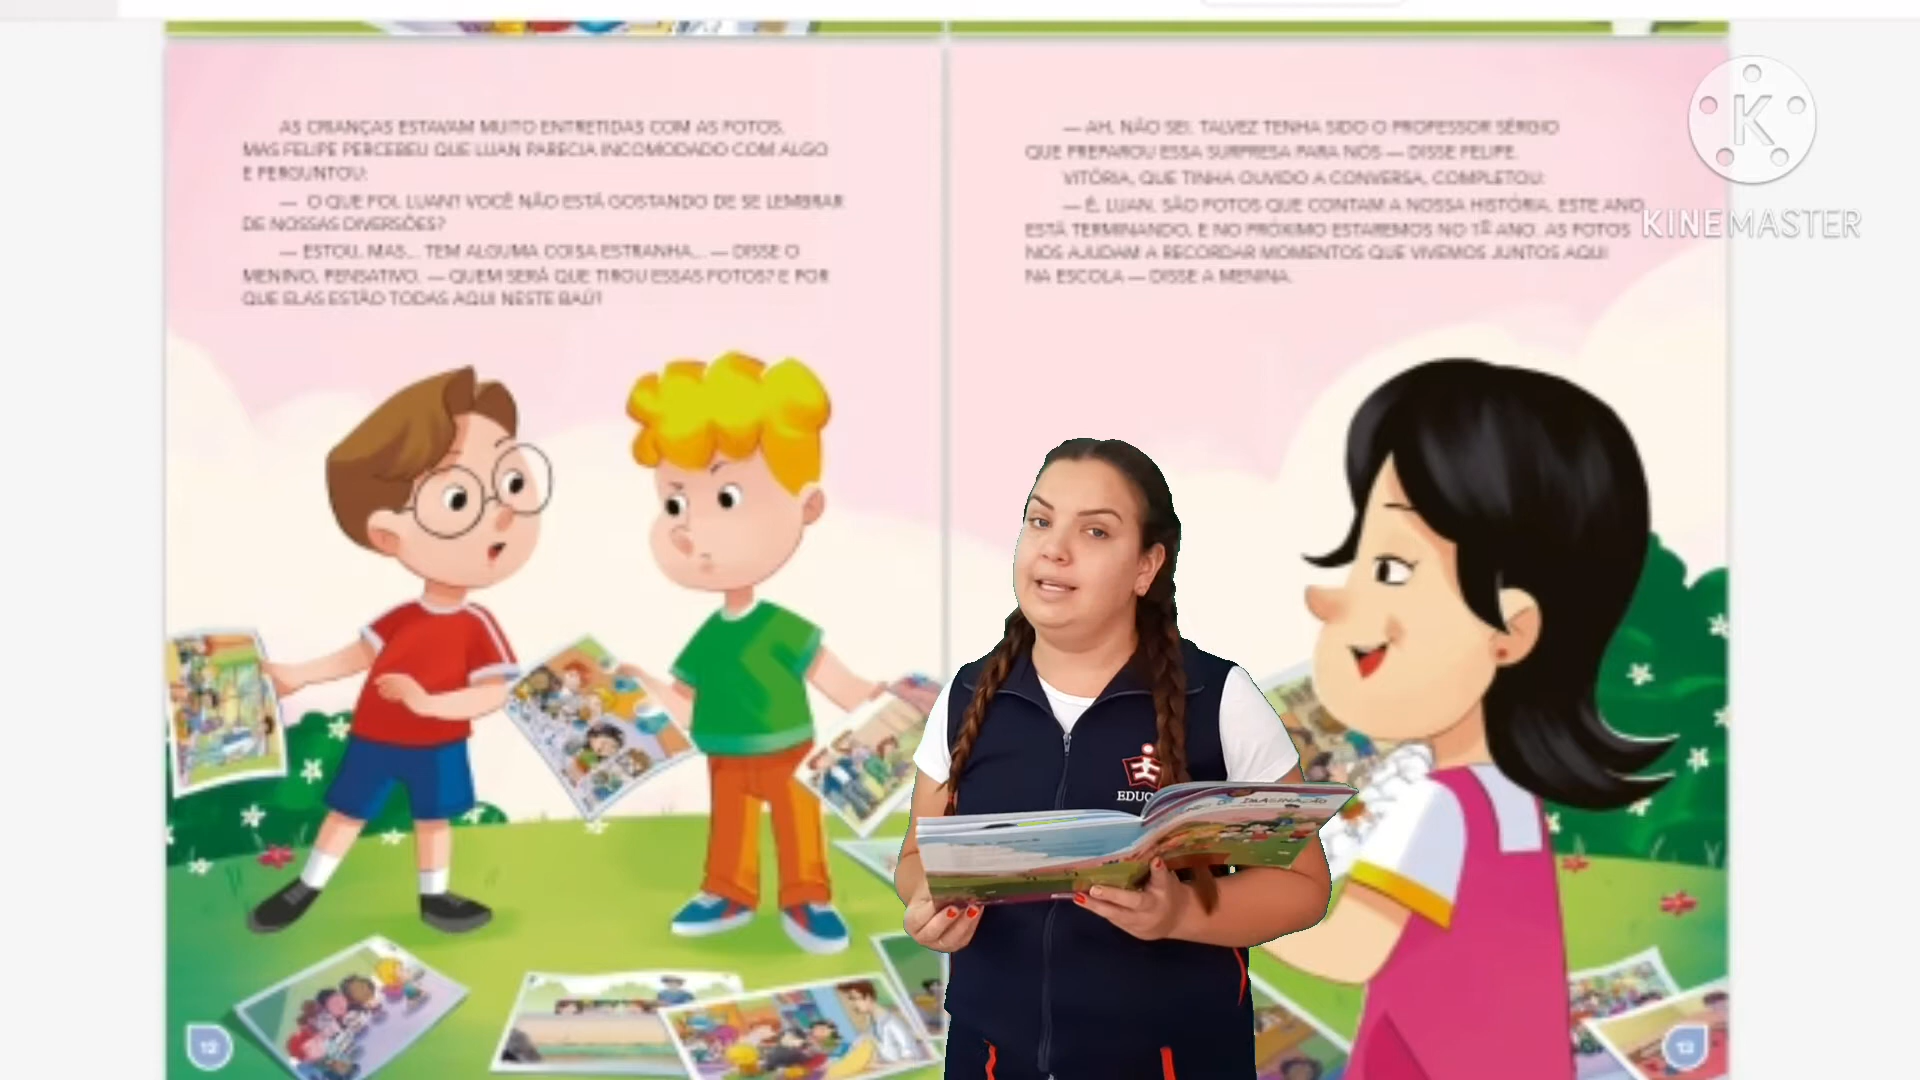 AS CRIANÇAS ESTAVAM MUITO ENTRETIDAS COM AS FOTOS,
MAS FELIPE PERCEBEU QUE LUAN PARECIA INCOMODADO COM ALGO
E PERGUNTOU:
— O QUE FOI, LUAN? VOCÊ NÃO ESTÁ GOSTANDO DE SE LEMBRAR
DE NOSSAS DIVERSÕES?
— ESTOU, MAS... TEM ALGUMA COISA ESTRANHA... — DISSE O
MENINO, PENSATIVO. — QUEM SERÁ QUE TIROU ESSAS FOTOS? E POR
QUE ELAS ESTÃO TODAS AQUI NESTE BAÚ?
12
— AH, NÃO SEI. TALVEZ TENHA SIDO O PROFESSOR SÉRGIO
QUE PREPAROU ESSA SURPRESA PARA NÓS — DISSE FELIPE.
VITÓRIA, QUE TINHA OUVIDO A CONVERSA, COMPLETOU:
— É, LUAN. SÃO FOTOS QUE CONTAM A NOSSA HISTÓRIA. ESTE ANO
ESTÁ TERMINANDO, E NO PRÓXIMO ESTAREMOS NO 1º ANO. AS FOTOS
NOS AJUDAM A RECORDAR MOMENTOS QUE VIVEMOS JUNTOS AQUI
NA ESCOLA — DISSE A MENINA.
13
K
KINEMASTER
EDUC
IMAGINAÇÃO